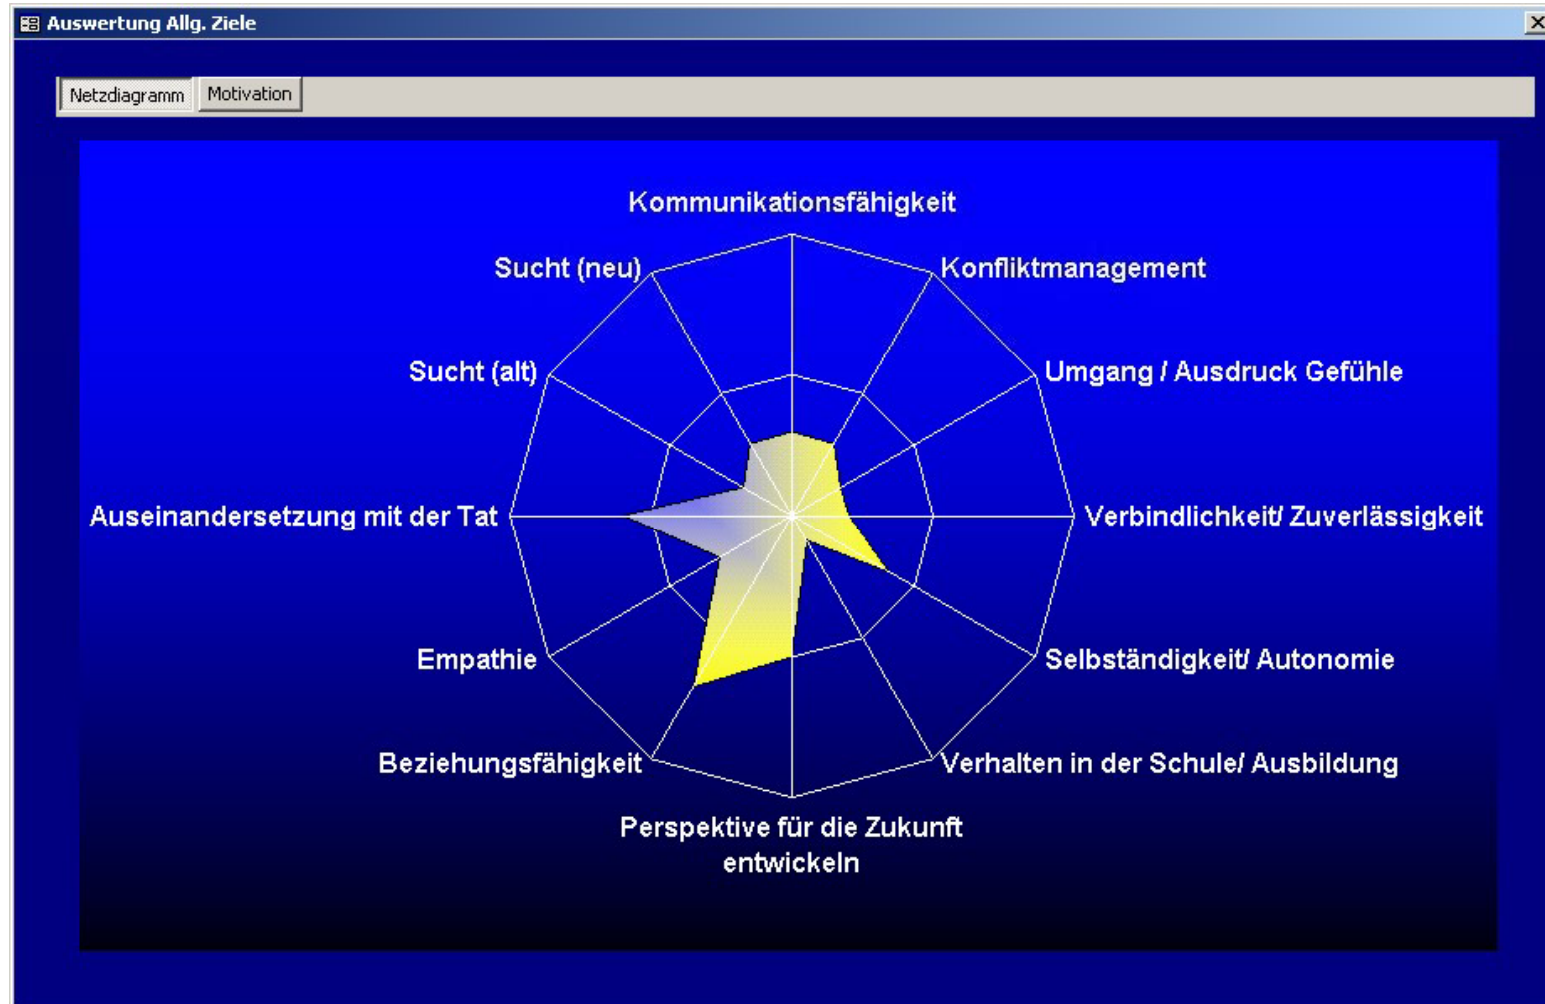 Auswertung Allg. Ziele
Netzdiagramm
Motivation
Kommunikationsfähigkeit
Sucht (neu)
Konfliktmanagement
Sucht (alt)
Umgang / Ausdruck Gefühle
Auseinandersetzung mit der Tat
Verbindlichkeit/ Zuverlässigkeit
Empathie
Selbständigkeit/ Autonomie
Beziehungsfähigkeit
Verhalten in der Schule/ Ausbildung
Perspektive für die Zukunft
entwickeln